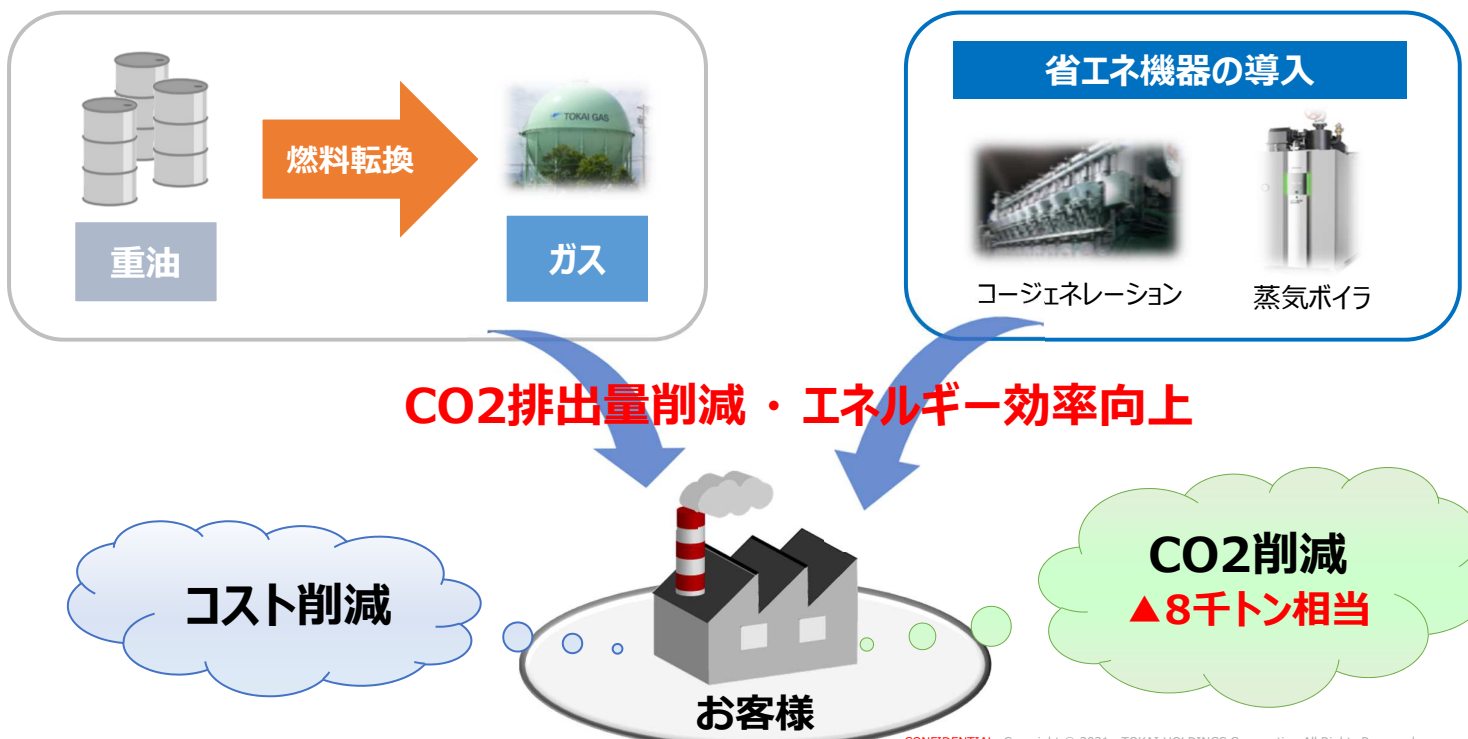 燃料転換
TOKAI GAS
重油
ガス
省エネ機器の導入
コージェネレーション
蒸気ボイラ
CO2排出量削減・エネルギー効率向上
コスト削減
CO2削減
▲8千トン相当
お客様